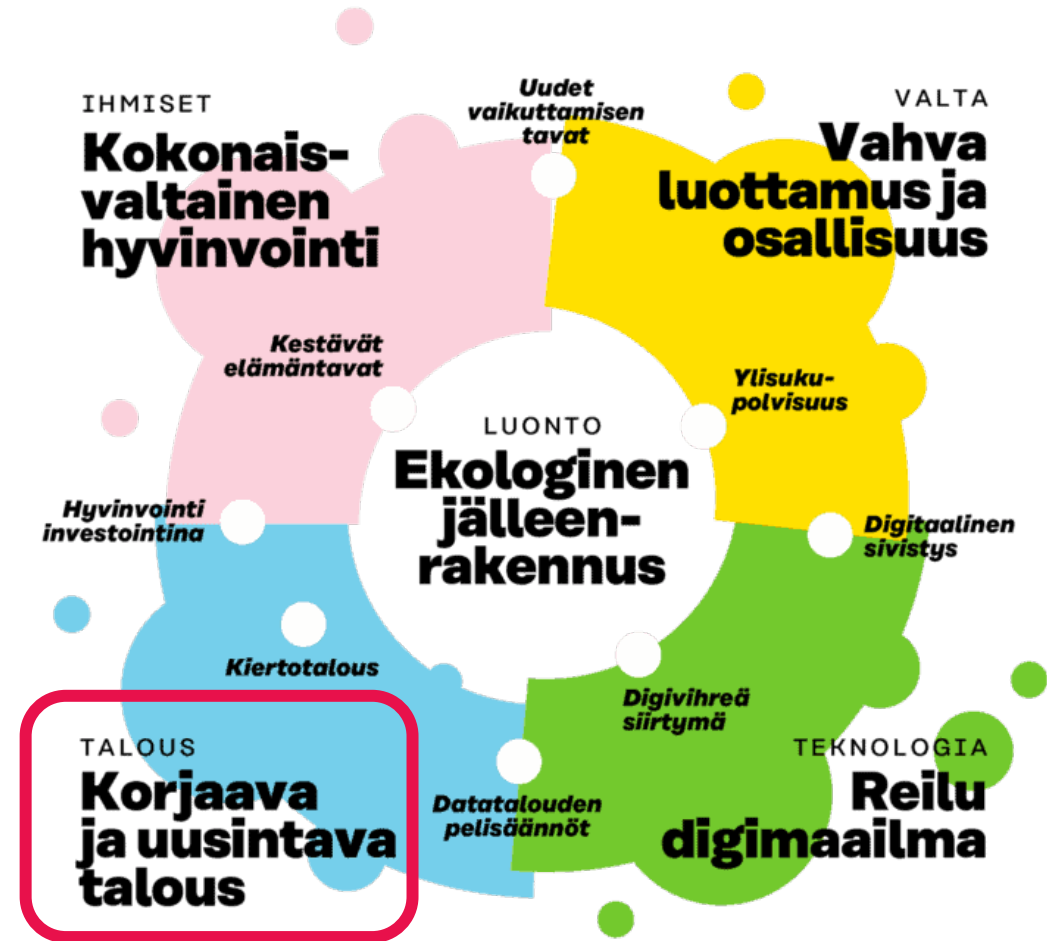 IHMISET
Kokonais-
valtainen
hyvinvointi
Uudet
vaikuttamisen
tavat
VALTA
Vahva
luottamus ja
osallisuus
Kestävät
elämäntavat
Ylisuku-
polvisuus
LUONTO
Ekologinen
jälleen-
rakennus
Hyvinvointi
investointina
Digitaalinen
sivistys
Kiertotalous
Digivihreä
siirtymä
TALOUS
Korjaava
ja uusintava
talous
Datatalouden
pelisäännöt
TEKNOLOGIA
Reilu
digimaailma